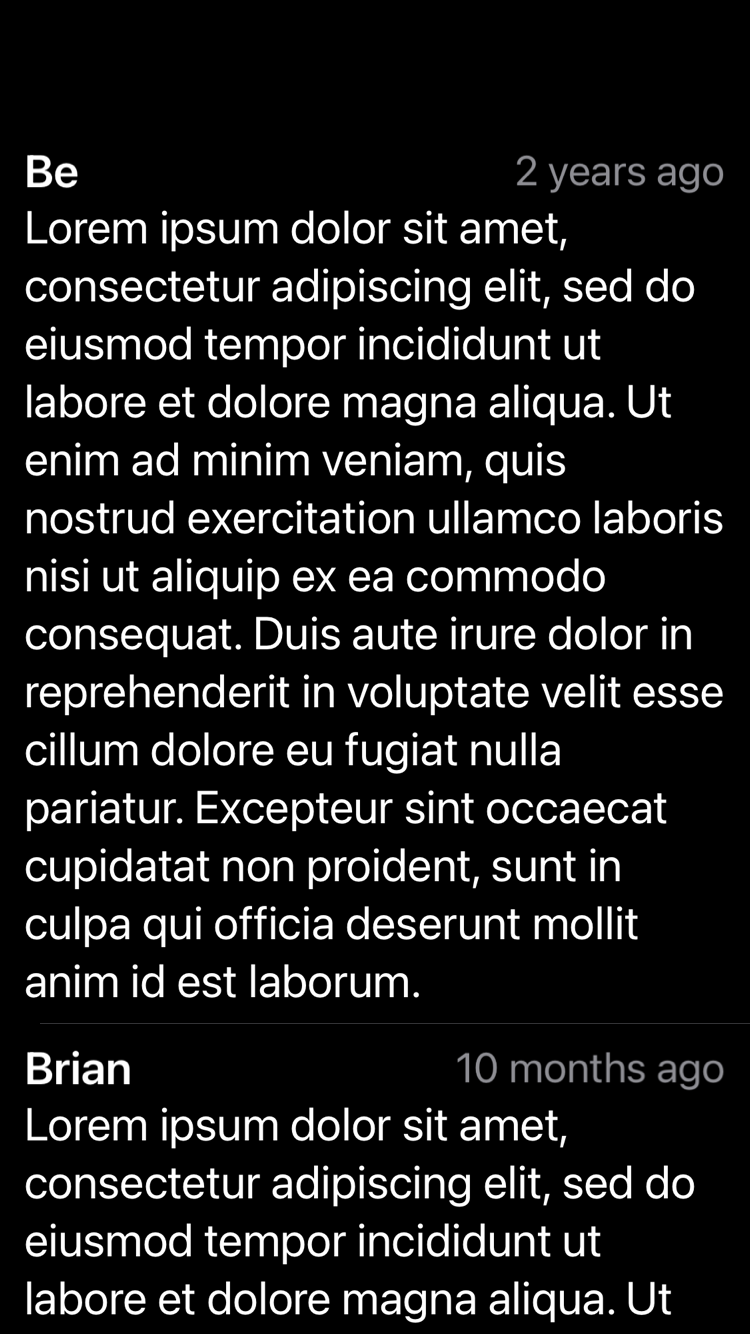 Be 2 years ago
Lorem ipsum dolor sit amet,
consectetur adipiscing elit, sed do
eiusmod tempor incididunt ut
labore et dolore magna aliqua. Ut
enim ad minim veniam, quis
nostrud exercitation ullamco laboris
nisi ut aliquip ex ea commodo
consequat. Duis aute irure dolor in
reprehenderit in voluptate velit esse
cillum dolore eu fugiat nulla
pariatur. Excepteur sint occaecat
cupidatat non proident, sunt in
culpa qui officia deserunt mollit
anim id est laborum.
Brian 10 months ago
Lorem ipsum dolor sit amet,
consectetur adipiscing elit, sed do
eiusmod tempor incididunt ut
labore et dolore magna aliqua. Ut